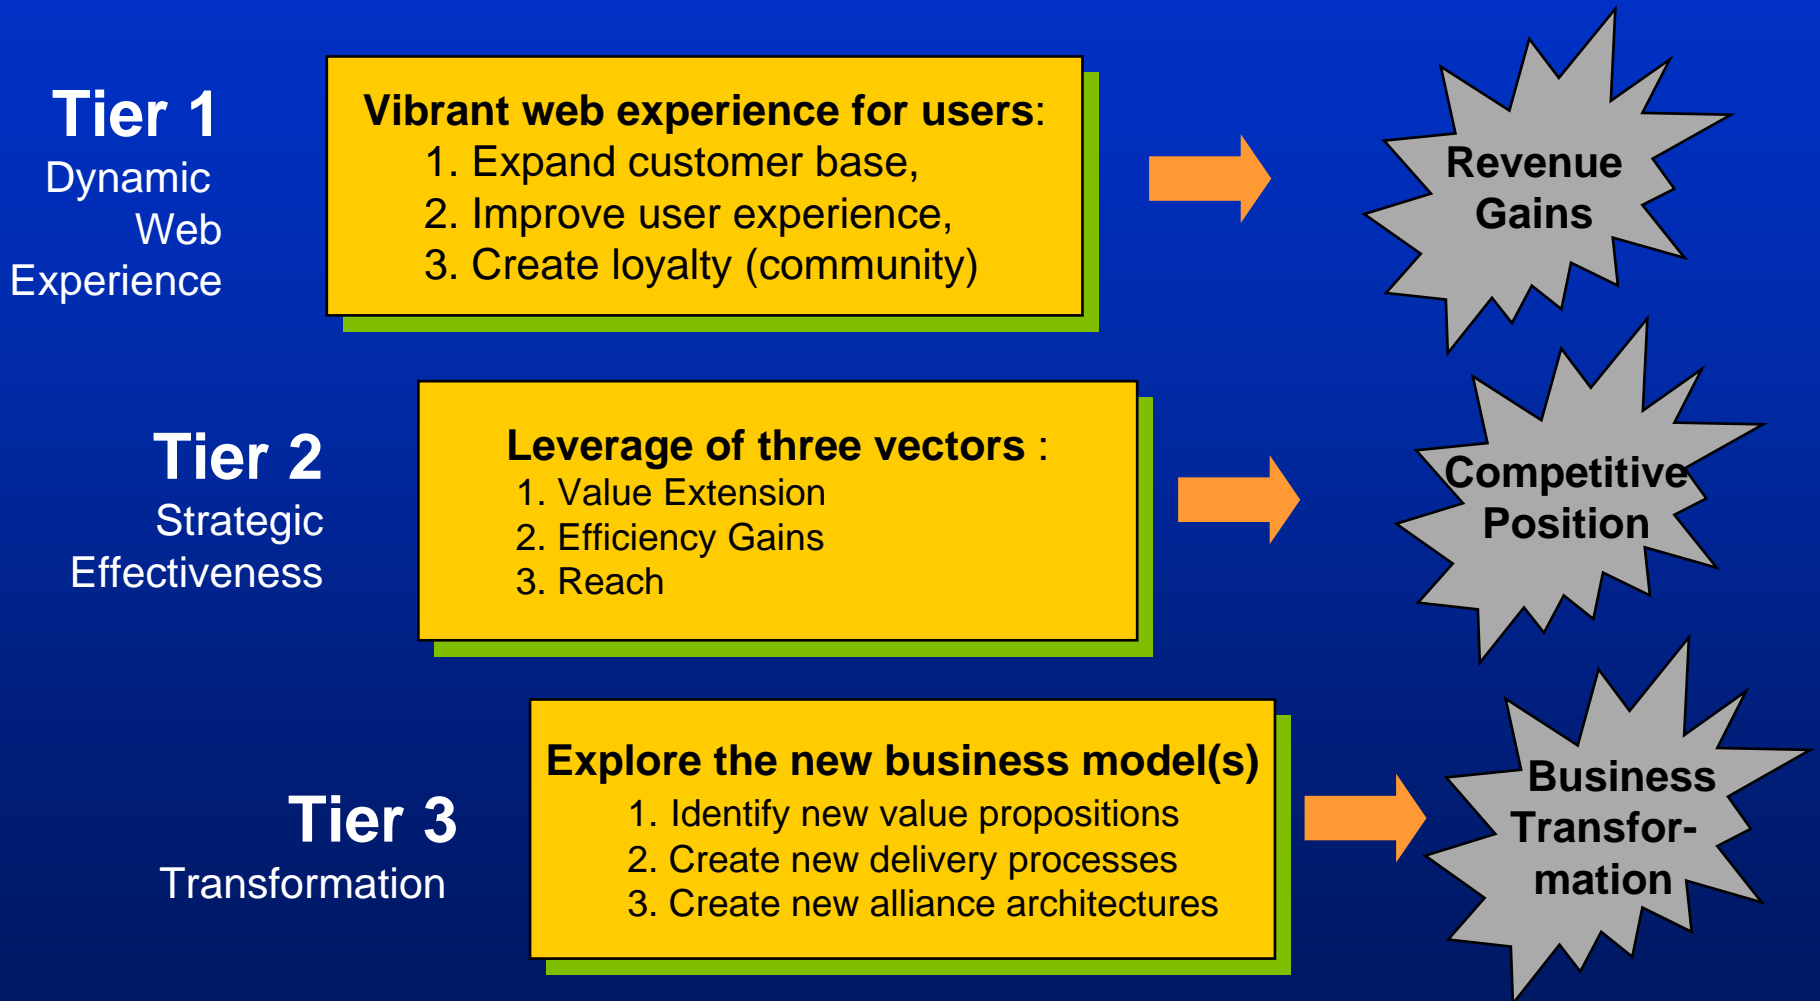 Tier 1
Dynamic
Web
Experience
Vibrant web experience for users:
1. Expand customer base,
2. Improve user experience,
3. Create loyalty (community)
Revenue
Gains
Tier 2
Strategic
Effectiveness
Leverage of three vectors :
1. Value Extension
2. Efficiency Gains
3. Reach
Competitive
Position
Tier 3
Transformation
Explore the new business model(s)
1. Identify new value propositions
2. Create new delivery processes
3. Create new alliance architectures
Business
Transfor-
mation